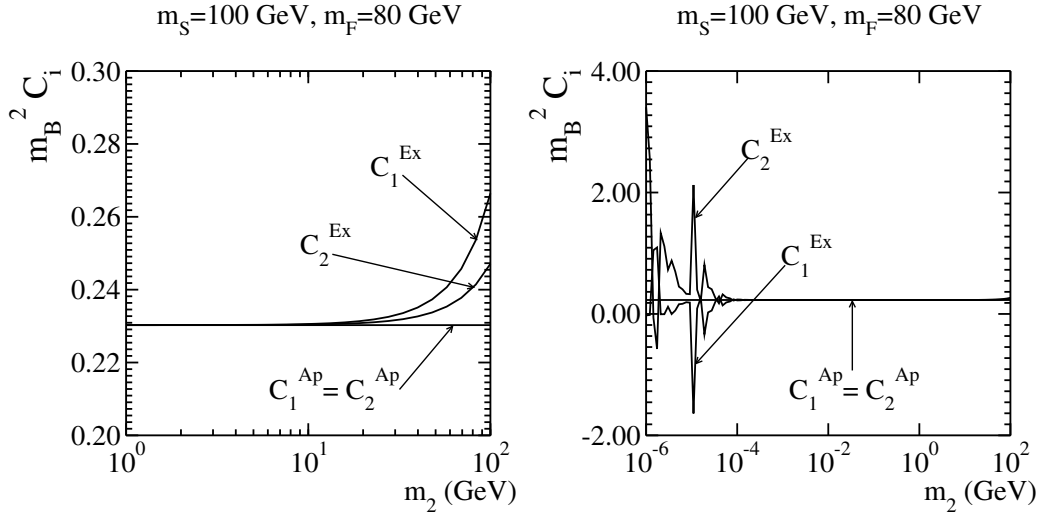 m_S=100 GeV, m_F=80 GeV
m_B^2 C_i
0.30
0.28
0.26
0.24
0.22
0.20
C_1^Ex
C_2^Ex
C_1^Ap = C_2^Ap
10^0
10^1
10^2
m_2 (GeV)
m_S=100 GeV, m_F=80 GeV
m_B^2 C_i
4.00
2.00
0.00
-2.00
C_2^Ex
C_1^Ex
C_1^Ap = C_2^Ap
10^-6
10^-4
10^-2
10^0
10^2
m_2 (GeV)